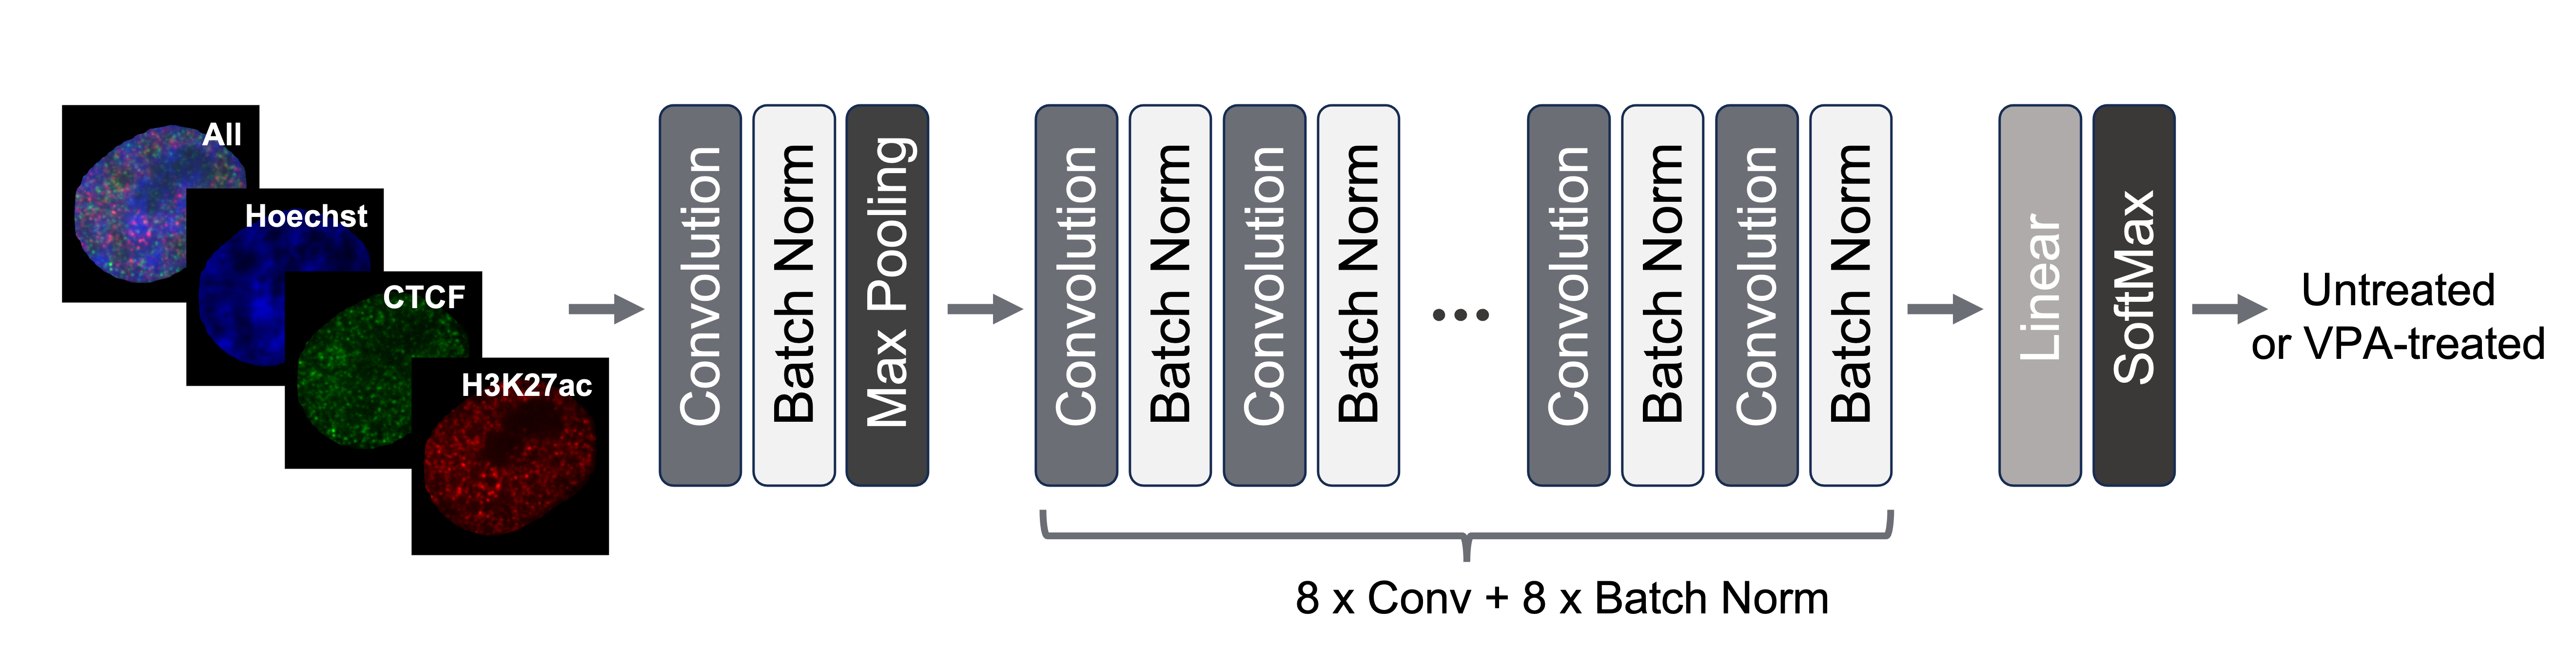 All
Hoechst
CTCF
H3K27ac
Convolution
Batch Norm
Max Pooling
Convolution
Batch Norm
Convolution
Batch Norm
...
Convolution
Batch Norm
Convolution
Batch Norm
Linear
SoftMax
Untreated
or VPA-treated
8 x Conv + 8 x Batch Norm